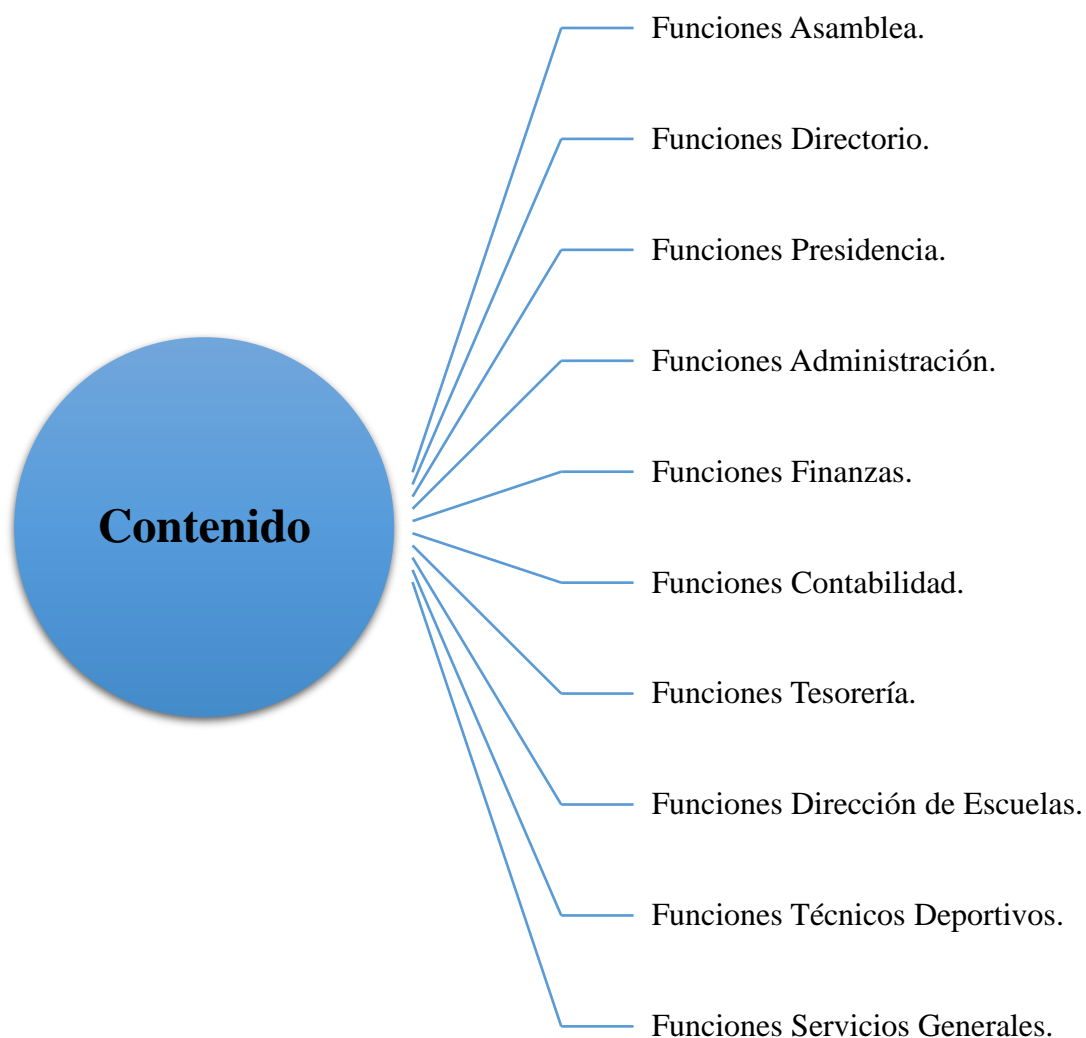 Contenido
Funciones Asamblea.
Funciones Directorio.
Funciones Presidencia.
Funciones Administración.
Funciones Finanzas.
Funciones Contabilidad.
Funciones Tesorería.
Funciones Dirección de Escuelas.
Funciones Técnicos Deportivos.
Funciones Servicios Generales.